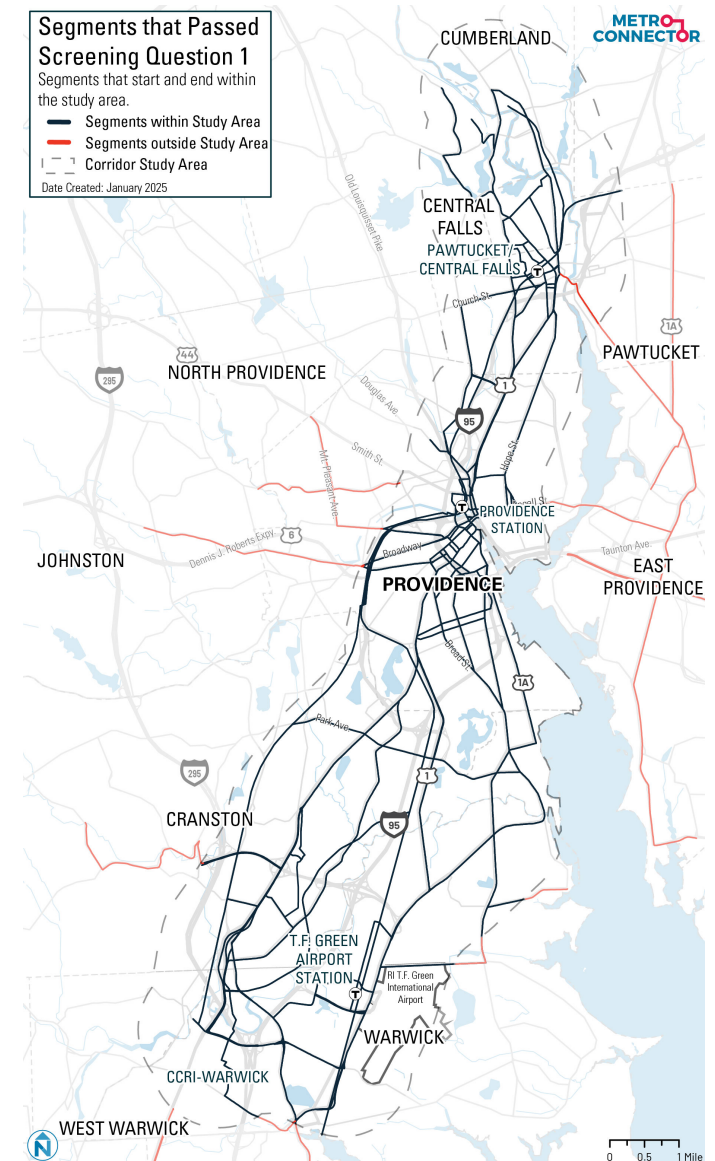 Segments that Passed
Screening Question 1
Segments that start and end within
the study area.
Segments within Study Area
Segments outside Study Area
Corridor Study Area
Date Created: January 2025
METRO
CONNECTOR
CUMBERLAND
Old Louisquisset Pike
CENTRAL
FALLS
PAWTUCKET/
CENTRAL FALLS
T
Church St.
1A
44
295
NORTH PROVIDENCE
PAWTUCKET
Douglas Ave.
1
95
Smith St.
Hope St.
Mt. Pleasant Ave.
T
PROVIDENCE
STATION
6
Dennis J. Roberts Expy
Broadway
Taunton Ave.
JOHNSTON
EAST
PROVIDENCE
PROVIDENCE
Broad St.
1A
Park Ave.
295
1
CRANSTON
95
T.F. GREEN
AIRPORT
STATION
T
RI T.F. Green
International
Airport
WARWICK
CCRI-WARWICK
WEST WARWICK
N
0 0.5 1 Mile